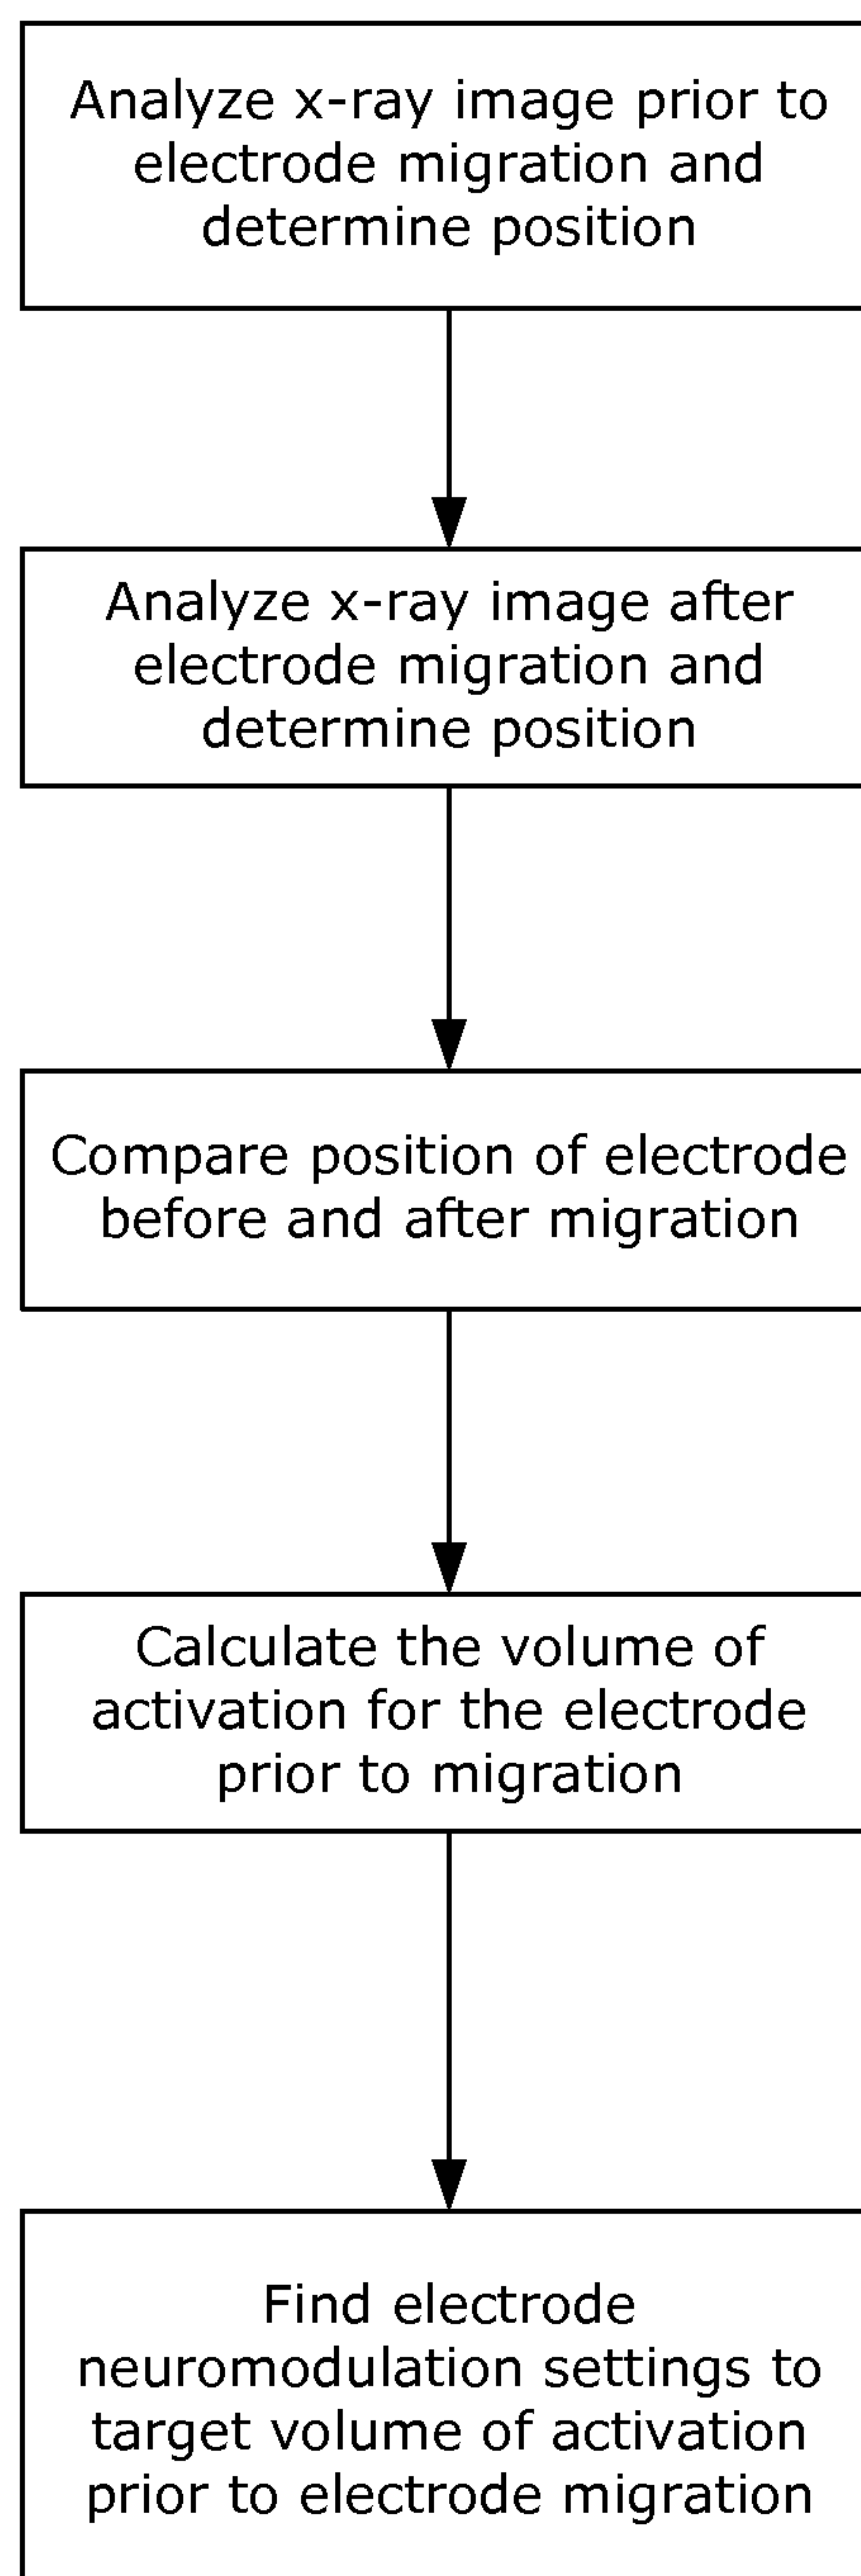 Analyze x-ray image prior to
electrode migration and
determine position
Analyze x-ray image after
electrode migration and
determine position
Compare position of electrode
before and after migration
Calculate the volume of
activation for the electrode
prior to migration
Find electrode
neuromodulation settings to
target volume of activation
prior to electrode migration